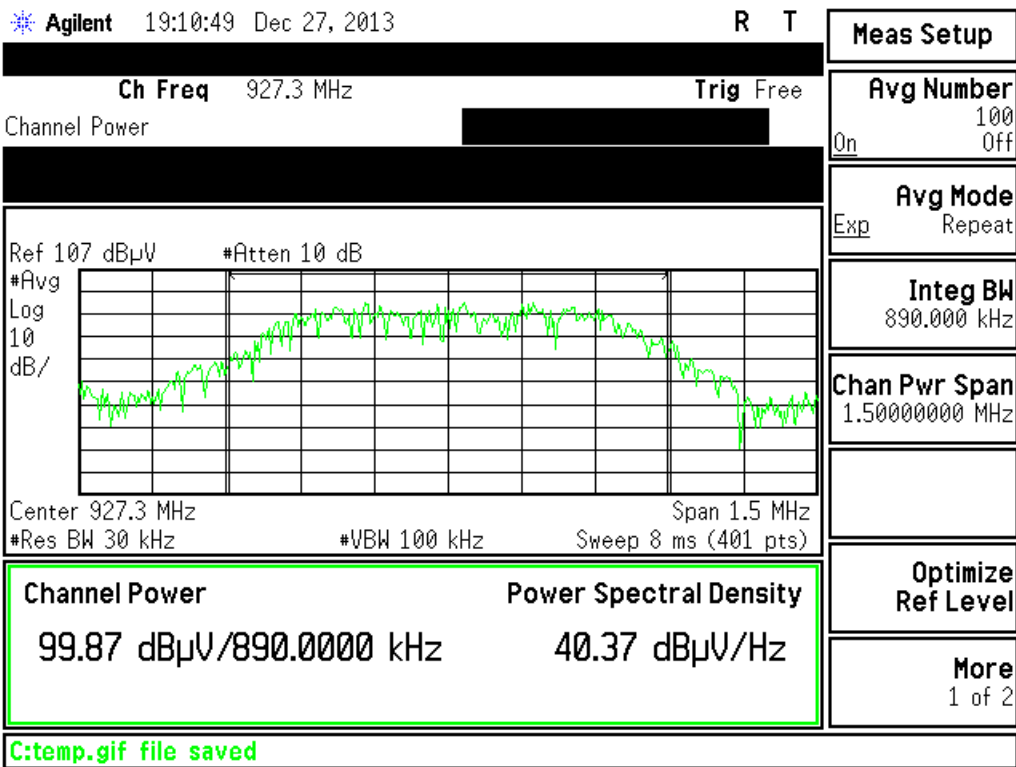 Agilent 19:10:49 Dec 27, 2013 R T
Ch Freq 927.3 MHz Trig Free
Channel Power
Ref 107 dBµV #Atten 10 dB
#Avg
Log
10
dB/
Center 927.3 MHz Span 1.5 MHz
#Res BW 30 kHz #VBW 100 kHz Sweep 8 ms (401 pts)
Channel Power Power Spectral Density
99.87 dBµV/890.0000 kHz 40.37 dBµV/Hz
C:temp.gif file saved
Meas Setup
Avg Number
100
On Off
Avg Mode
Exp Repeat
Integ BW
890.000 kHz
Chan Pwr Span
1.50000000 MHz
Optimize
Ref Level
More
1 of 2